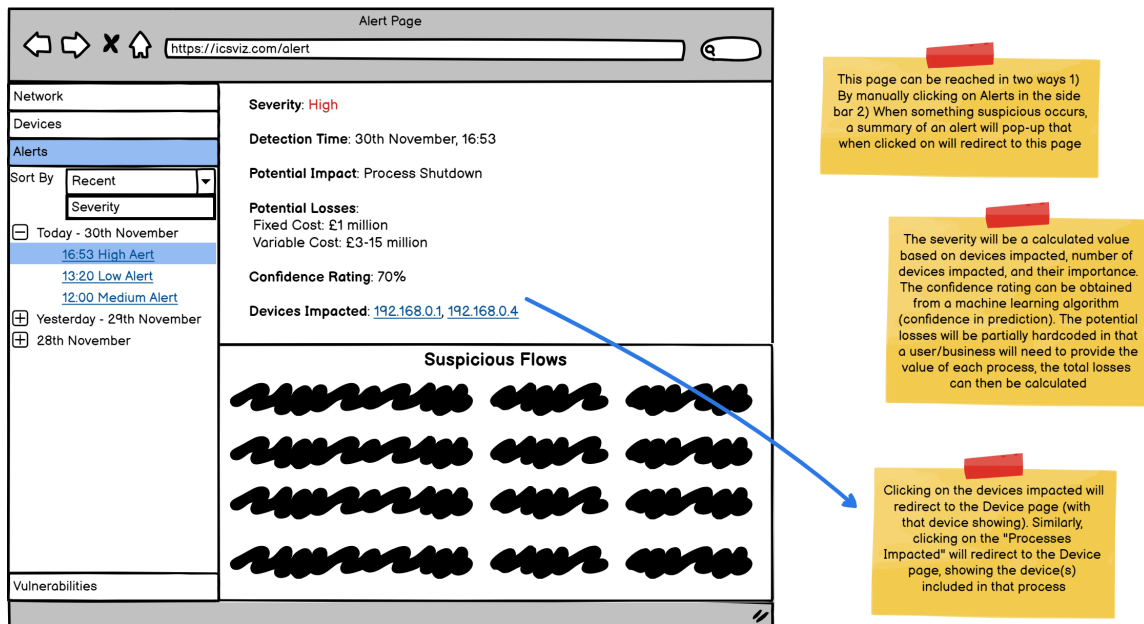 Alert Page
https://icsviz.com/alert
Network
Devices
Alerts
Sort By
Recent
Severity
Today - 30th November
16:53 High Aert
13:20 Low Alert
12:00 Medium Alert
Yesterday - 29th November
28th November
Vulnerabilities
Severity: High
Detection Time: 30th November, 16:53
Potential Impact: Process Shutdown
Potential Losses:
Fixed Cost: £1 million
Variable Cost: £3-15 million
Confidence Rating: 70%
Devices Impacted: 192.168.0.1, 192.168.0.4
Suspicious Flows
This page can be reached in two ways 1)
By manually clicking on Alerts in the side
bar 2) When something suspicious occurs,
a summary of an alert will pop-up that
when clicked on will redirect to this page
The severity will be a calculated value
based on devices impacted, number of
devices impacted, and their importance.
The confidence rating can be obtained
from a machine learning algorithm
(confidence in prediction). The potential
losses will be partially hardcoded in that
a user/business will need to provide the
value of each process, the total losses
can then be calculated
Clicking on the devices impacted will
redirect to the Device page (with
that device showing). Similarly,
clicking on the "Processes
Impacted" will redirect to the Device
page, showing the device(s)
included in that process